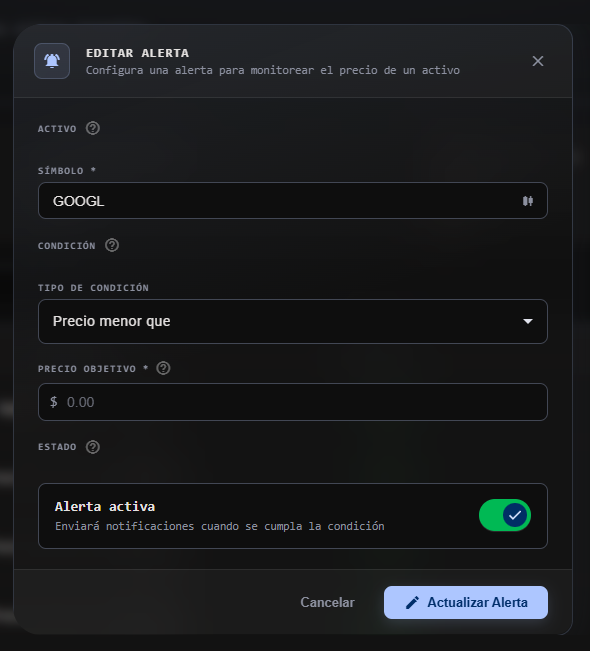 EDITAR ALERTA
Configura una alerta para monitorear el precio de un activo
ACTIVO
SÍMBOLO *
GOOGL
CONDICIÓN
TIPO DE CONDICIÓN
Precio menor que
PRECIO OBJETIVO *
$ 0.00
ESTADO
Alerta activa
Enviará notificaciones cuando se cumpla la condición
Cancelar
Actualizar Alerta